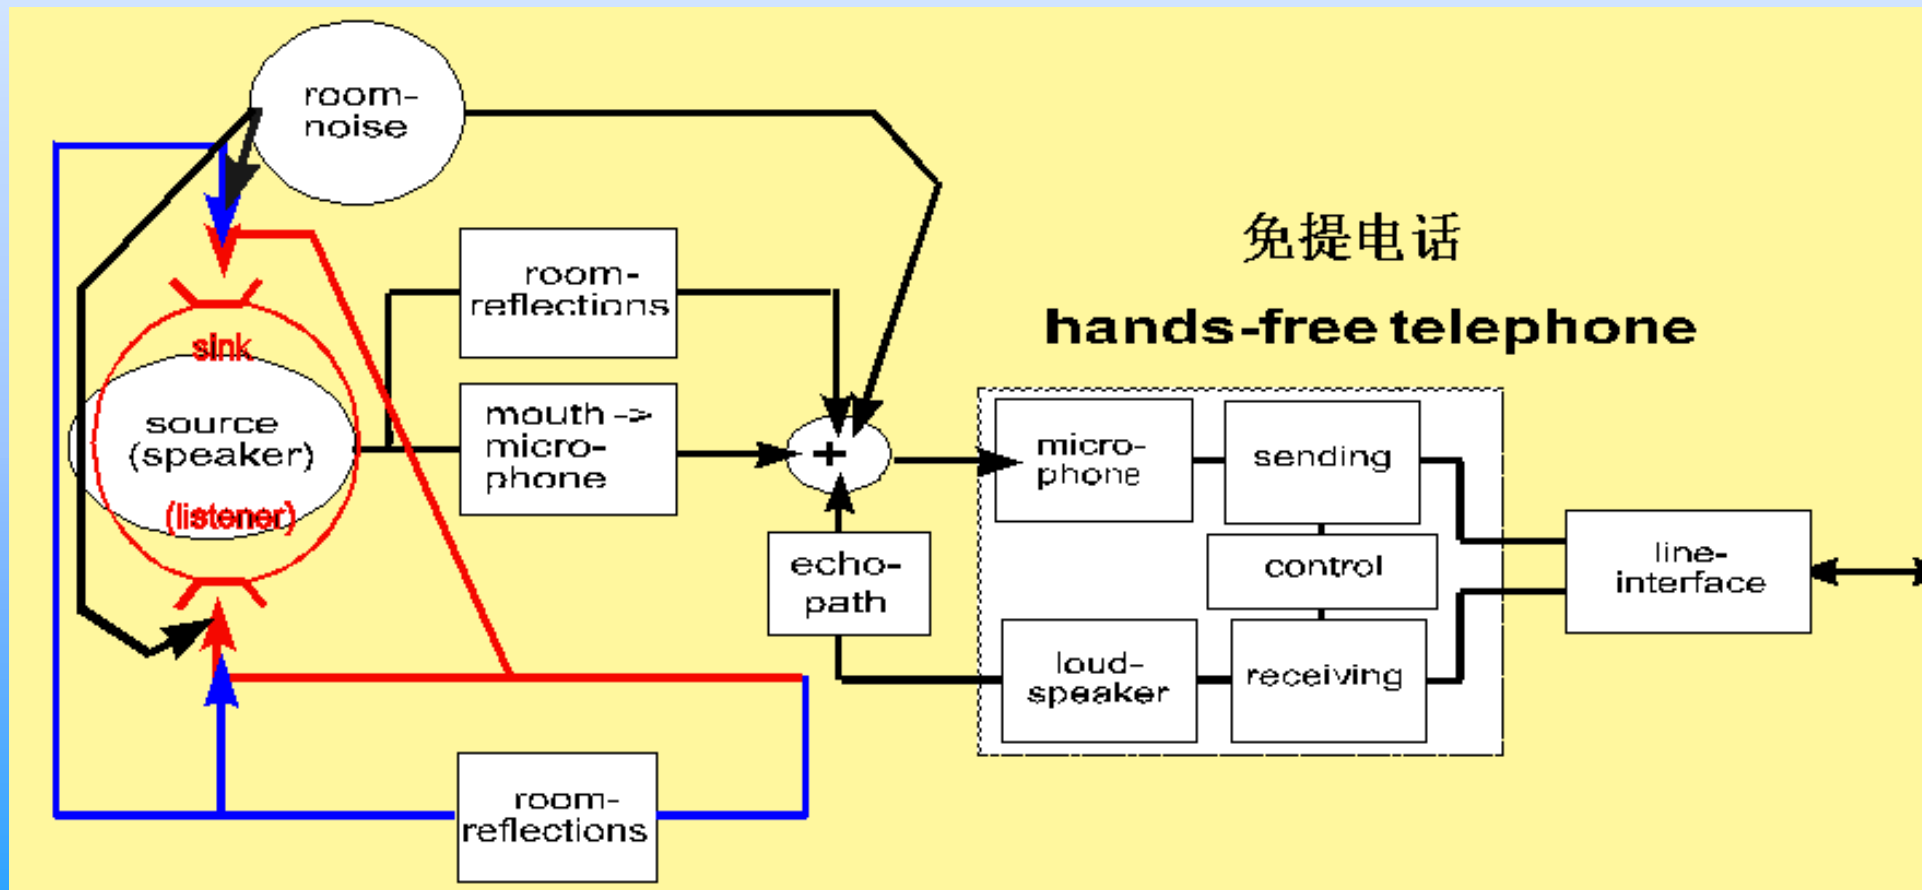 room-
noise
room-
reflections
免提电话
hands-free telephone
sink
source
(speaker)
(listener)
mouth ->
micro-
phone
+
micro-
phone
sending
control
echo-
path
line-
interface
loud-
speaker
receiving
room-
reflections